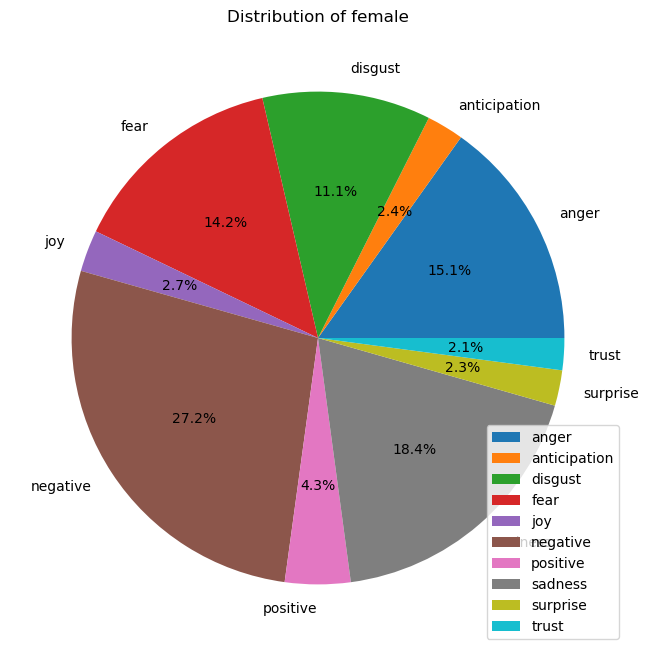 Distribution of female
disgust
anticipation
fear
anger
11.1%
2.4%
14.2%
joy
15.1%
2.7%
2.1%
trust
2.3%
surprise
27.2%
18.4%
negative
4.3%
positive
anger
anticipation
disgust
fear
joy
negative
positive
sadness
surprise
trust